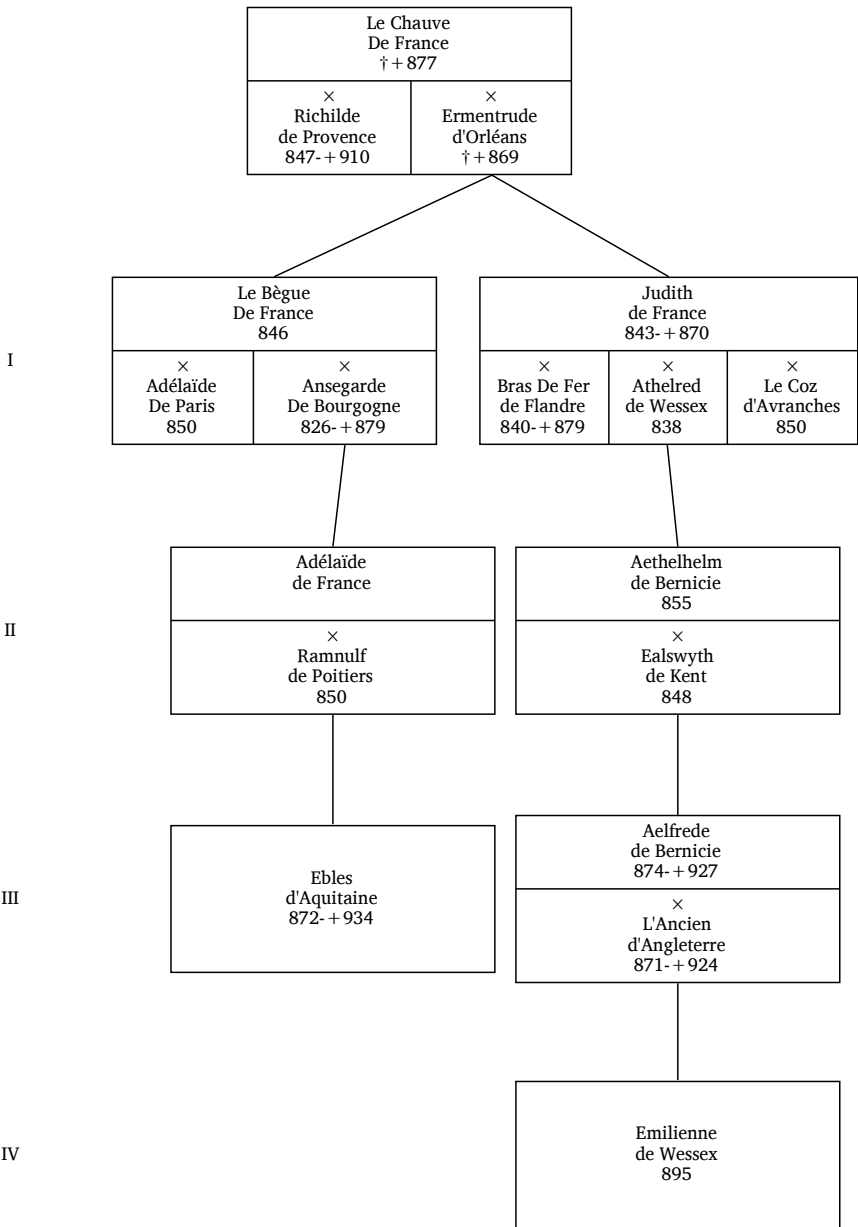 Le Chauve
De France
†+877
×
Richilde
de Provence
847-+910
×
Ermentrude
d'Orléans
†+869
I
Le Bègue
De France
846
×
Adélaïde
De Paris
850
×
Ansegarde
De Bourgogne
826-+879
Judith
de France
843-+870
×
Bras De Fer
de Flandre
840-+879
×
Athelred
de Wessex
838
×
Le Coz
d'Avranches
850
II
Adélaïde
de France
×
Ramnulf
de Poitiers
850
Aethelhelm
de Bernicie
855
×
Ealswyth
de Kent
848
III
Ebles
d'Aquitaine
872-+934
Aelfrede
de Bernicie
874-+927
×
L'Ancien
d'Angleterre
871-+924
IV
Emilienne
de Wessex
895